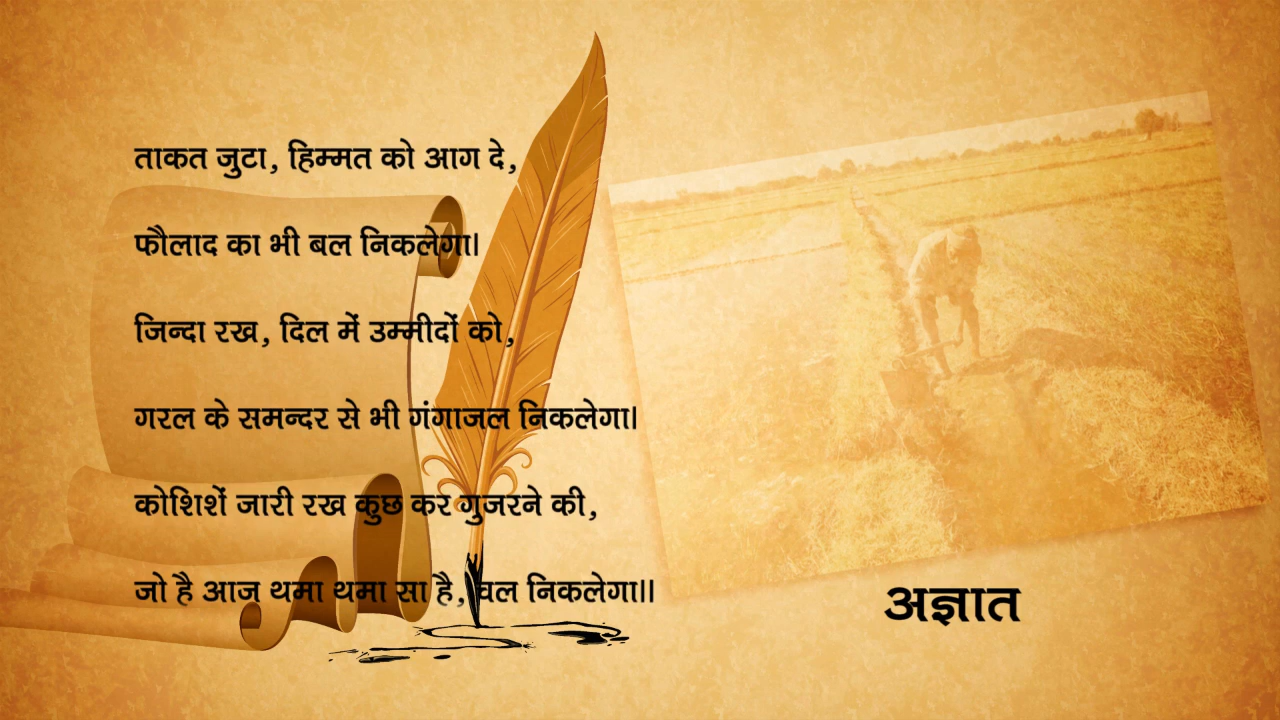 ताकत जुटा, हिम्मत को आग दे,
फौलाद का भी बल निकलेगा।
जिन्दा रख, दिल में उम्मीदों को,
गरल के समन्दर से भी गंगाजल निकलेगा।
कोशिशें जारी रख कुछ कर गुजरने की,
जो है आज थमा थमा सा है, चल निकलेगा॥
अज्ञात